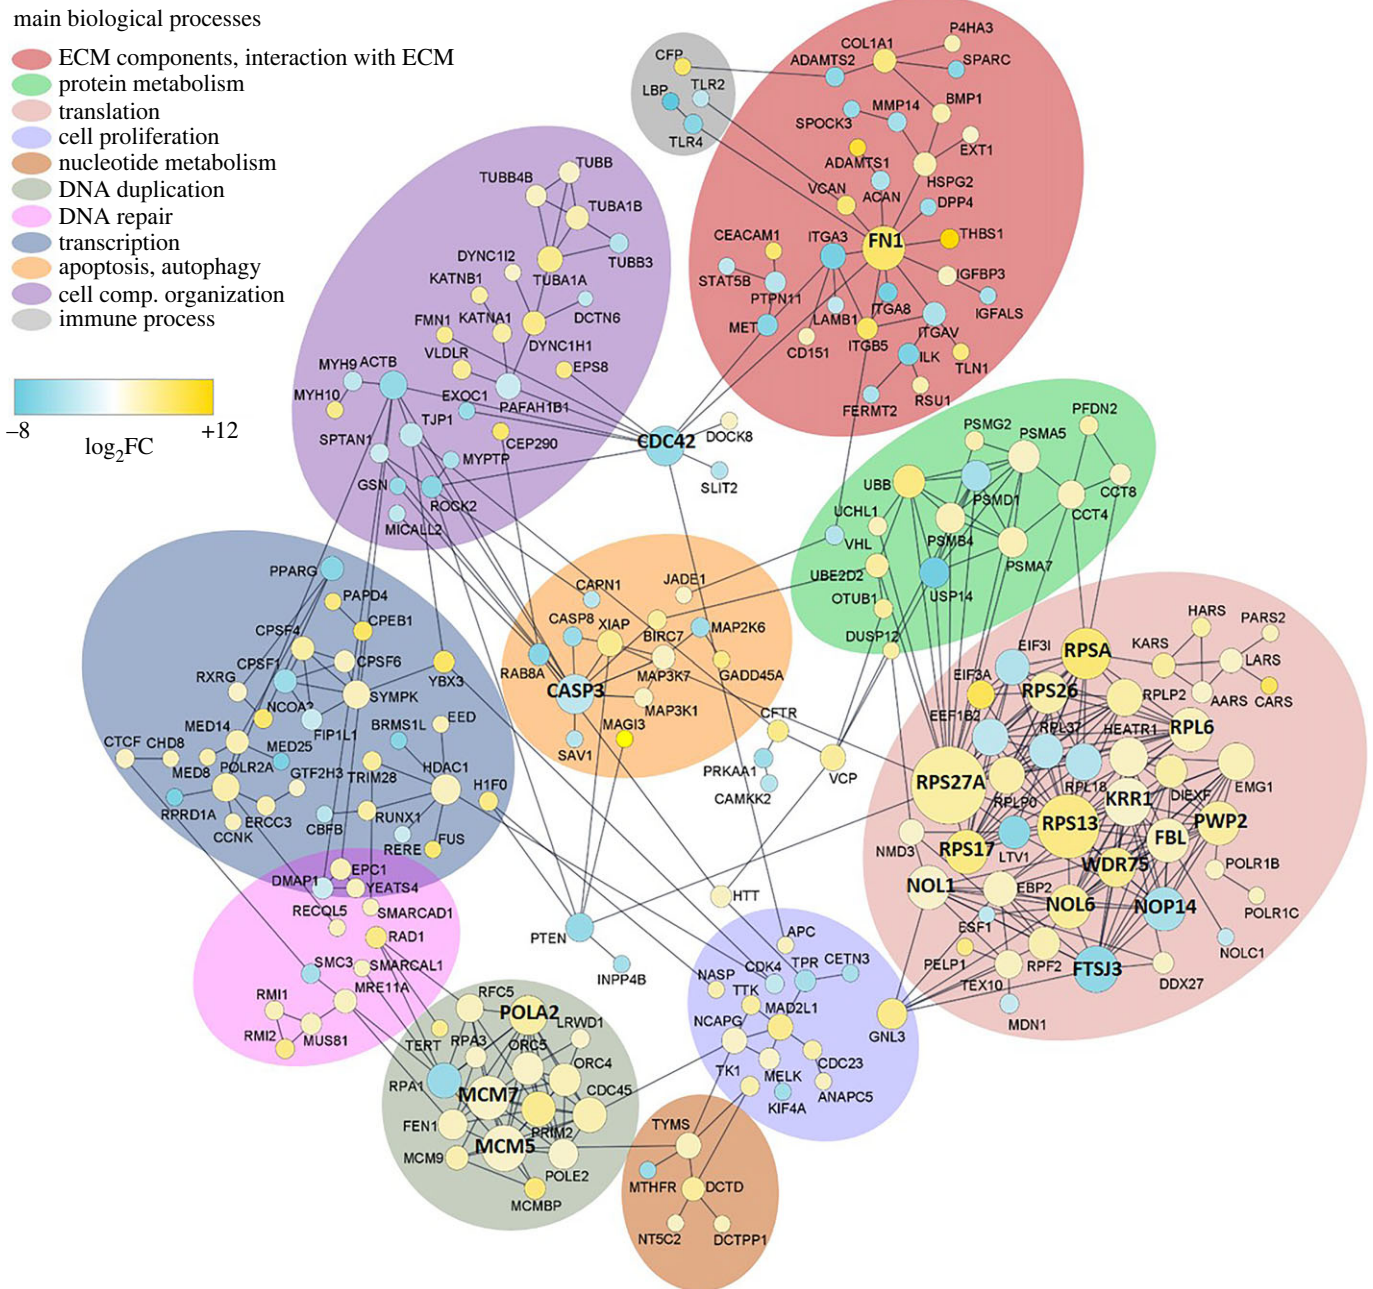 main biological processes
ECM components, interaction with ECM
protein metabolism
translation
cell proliferation
nucleotide metabolism
DNA duplication
DNA repair
transcription
apoptosis, autophagy
cell comp. organization
immune process
–8
+12
log2FC
CFP
LBP
TLR2
TLR4
P4HA3
COL1A1
ADAMTS2
SPARC
MMP14
BMP1
SPOCK3
EXT1
ADAMTS1
HSPG2
VCAN
ACAN
DPP4
CEACAM1
ITGA3
FN1
THBS1
STAT5B
IGFBP3
PTPN11
ITGA8
IGFALS
LAMB1
MET
ITGAV
CD151
ITGB5
ILK
TLN1
FERMT2
RSU1
TUBB
TUBB4B
TUBA1B
DYNC1I2
TUBB3
KATNB1
TUBA1A
FMN1
KATNA1
DCTN6
DYNC1H1
VLDLR
MYH9
ACTB
EPS8
MYH10
EXOC1
PAFAH1B1
TJP1
SPTAN1
CEP290
MYPTP
GSN
ROCK2
MICALL2
CDC42
DOCK8
SLIT2
PFDN2
PSMG2
PSMA5
UBB
PSMD1
CCT8
UCHL1
CCT4
VHL
PSMB4
PSMA7
UBE2D2
USP14
OTUB1
DUSP12
PPARG
PAPD4
CPEB1
CPSF4
CPSF1
CPSF6
RXRG
YBX3
SYMPK
NCOA2
MED14
BRMS1L
EED
FIP1L1
CTCF
CHD8
MED25
MED8
POLR2A
GTF2H3
TRIM28
HDAC1
H1F0
RPRD1A
ERCC3
CCNK
CBFB
RUNX1
RERE
FUS
CAPN1
JADE1
CASP8
XIAP
BIRC7
MAP2K6
RAB8A
MAP3K7
GADD45A
CASP3
MAP3K1
MAGI3
SAV1
CFTR
PRKAA1
VCP
CAMKK2
HTT
PTEN
INPP4B
HARS
PARS2
KARS
EIF3I
RPSA
LARS
EIF3A
RPS26
RPLP2
AARS
CARS
EEF1B2
RPL37
HEATR1
RPL6
RPS27A
RPLP0
RPL18
KRR1
DIEXF
EMG1
RPS13
PWP2
NMD3
RPS17
LTV1
FBL
WDR75
POLR1B
NOL1
EBP2
NOL6
NOP14
POLR1C
ESF1
PELP1
NOLC1
RPF2
FTSJ3
TEX10
DDX27
MDN1
GNL3
DMAP1
EPC1
YEATS4
RECQL5
SMARCAD1
RAD1
SMC3
SMARCAL1
MRE11A
RMI1
RMI2
MUS81
RFC5
POLA2
LRWD1
TERT
RPA3
ORC5
ORC4
RPA1
MCM7
CDC45
FEN1
PRIM2
MCM5
MCM9
POLE2
MCMBP
APC
CDK4
TPR
CETN3
NASP
TTK
MAD2L1
NCAPG
CDC23
MELK
TK1
ANAPC5
KIF4A
TYMS
MTHFR
DCTD
NT5C2
DCTPP1